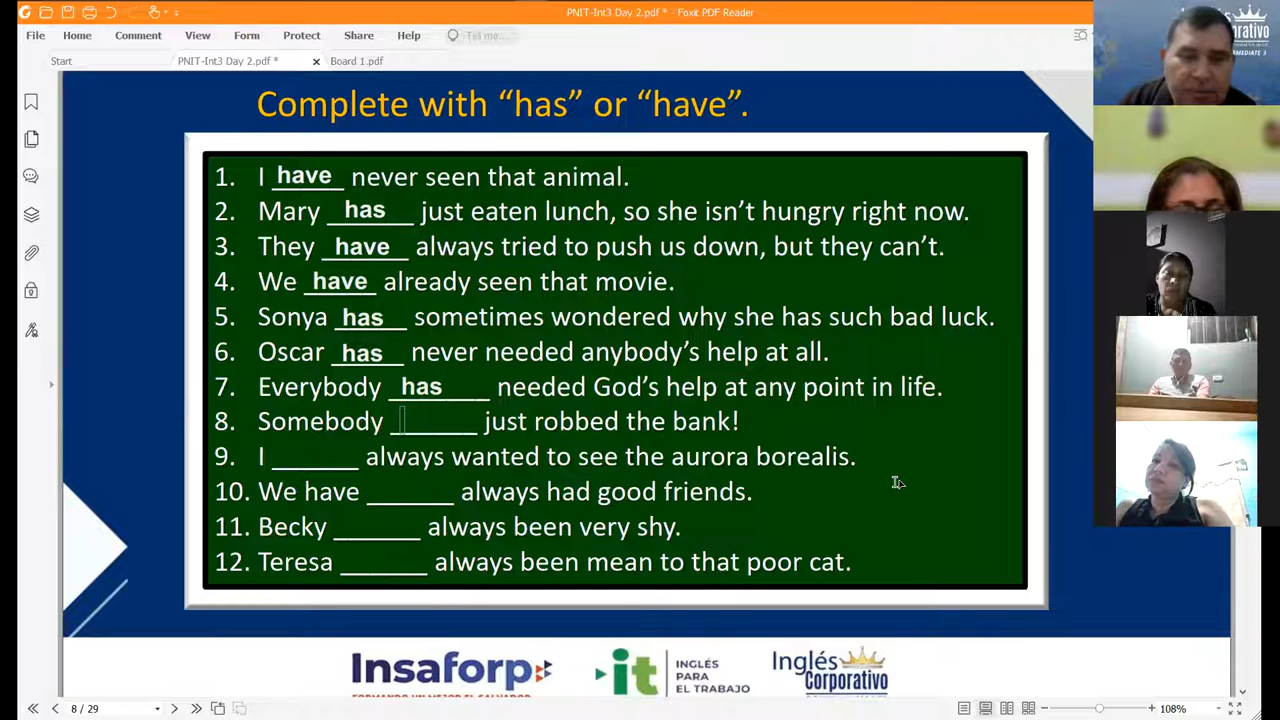 PNIT-Int3 Day 2.pdf * - Foxit PDF Reader
File Home Comment View Form Protect Share Help Tell me...
Start PNIT-Int3 Day 2.pdf * Board 1.pdf
Complete with “has” or “have”.
1. I have never seen that animal.
2. Mary has just eaten lunch, so she isn’t hungry right now.
3. They have always tried to push us down, but they can’t.
4. We have already seen that movie.
5. Sonya has sometimes wondered why she has such bad luck.
6. Oscar has never needed anybody’s help at all.
7. Everybody has needed God’s help at any point in life.
8. Somebody ______ just robbed the bank!
9. I ______ always wanted to see the aurora borealis.
10. We have ______ always had good friends.
11. Becky ______ always been very shy.
12. Teresa ______ always been mean to that poor cat.
Insaforp
it INGLÉS PARA EL TRABAJO
Inglés Corporativo
8 / 29
108%